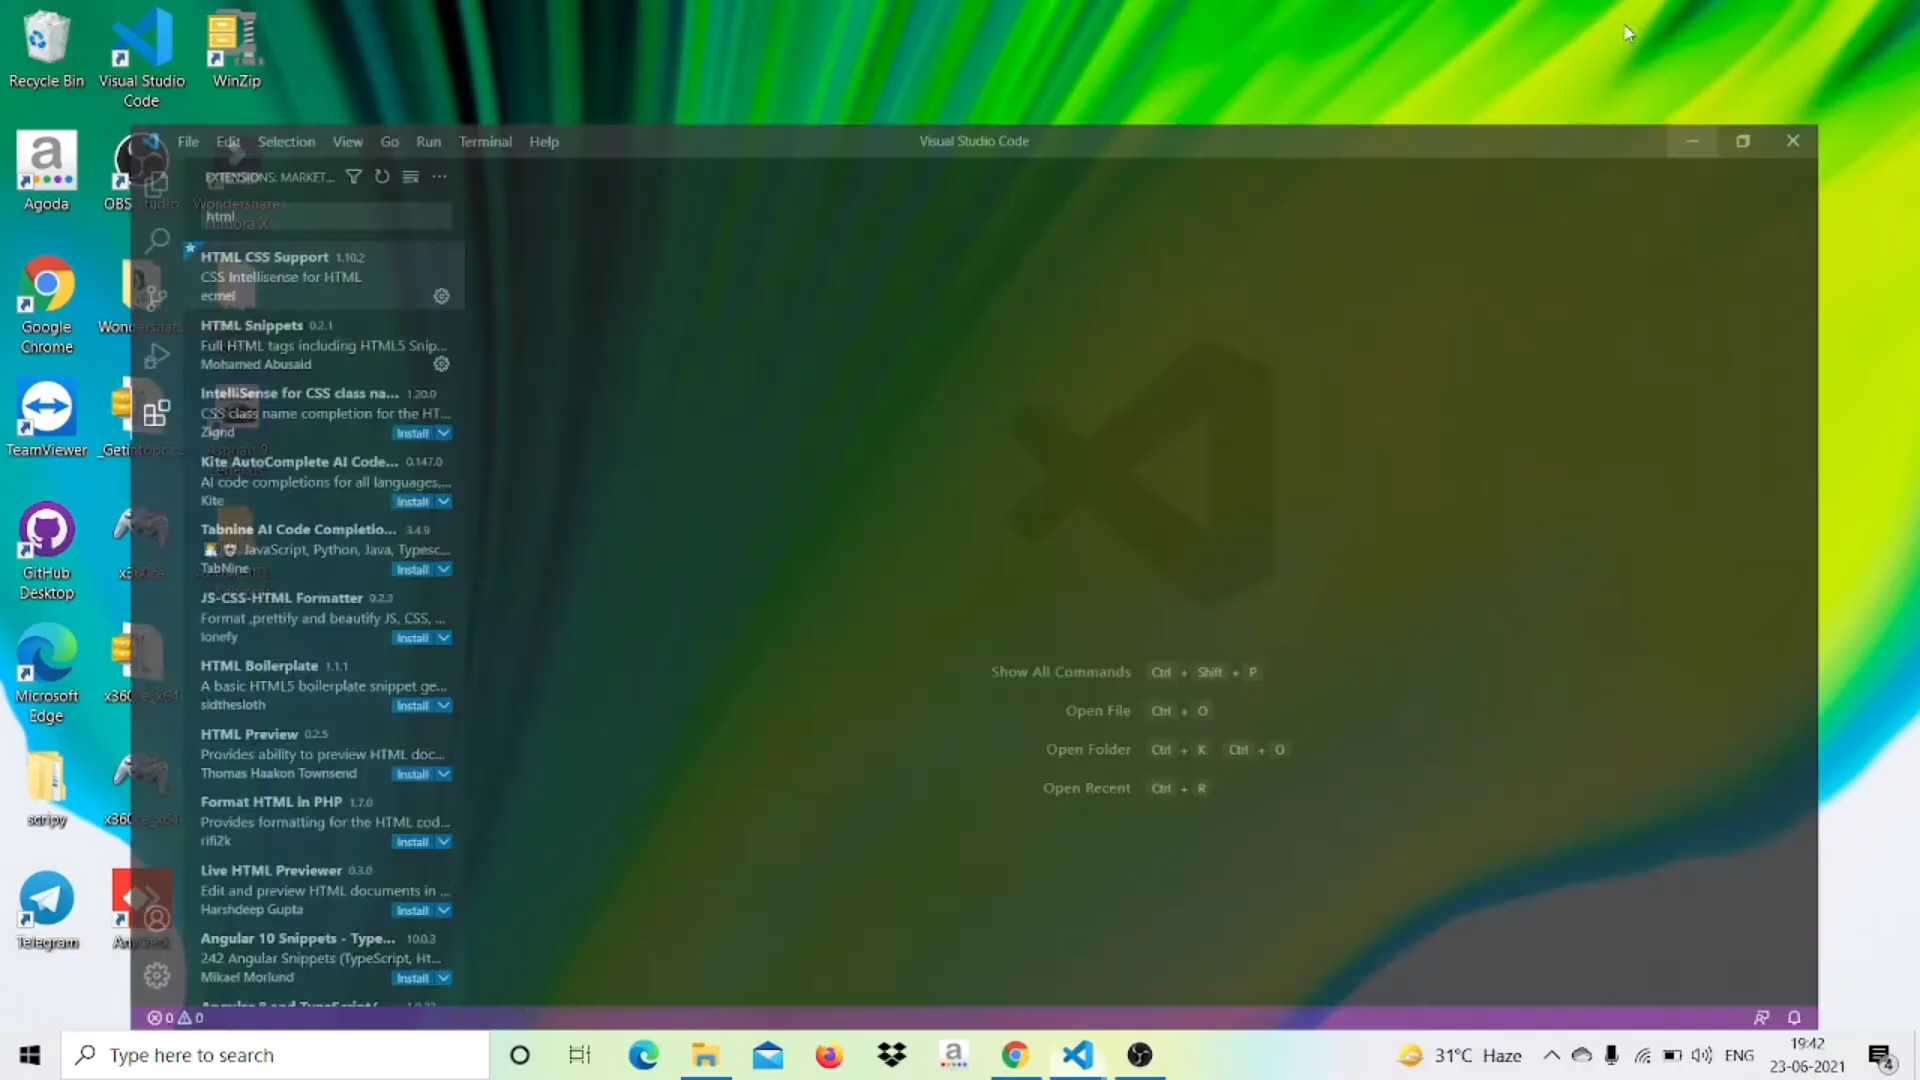 Recycle Bin
Visual Studio
Code
WinZip
File Edit Selection View Go Run Terminal Help
Visual Studio Code
EXTENSIONS: MARKET...
html
Agoda
OBS Studio
Wondershare
Filmora X
HTML CSS Support 1.10.2
CSS Intellisense for HTML
ecmel
HTML Snippets 0.2.1
Full HTML tags including HTML5 Snip...
Mohamed Abusaid
Google
Chrome
IntelliSense for CSS class na... 1.20.0
CSS class name completion for the HT...
Zignd
Install
TeamViewer
Kite AutoComplete AI Code... 0.147.0
AI code completions for all languages,...
Kite
Install
Tabnine AI Code Completio... 3.4.9
JavaScript, Python, Java, Typesc...
TabNine
Install
GitHub
Desktop
JS-CSS-HTML Formatter 0.2.3
Format ,prettify and beautify JS, CSS, ...
lonefy
Install
HTML Boilerplate 1.1.1
A basic HTML5 boilerplate snippet ge...
sidthesloth
Install
Microsoft
Edge
HTML Preview 0.2.5
Provides ability to preview HTML doc...
Thomas Haakon Townsend
Install
scripy
Format HTML in PHP 1.7.0
Provides formatting for the HTML cod...
rifi2k
Install
Live HTML Previewer 0.3.0
Edit and preview HTML documents in ...
Harshdeep Gupta
Install
Telegram
AnyDesk
Angular 10 Snippets - Type... 10.0.3
242 Angular Snippets (TypeScript, Ht...
Mikael Morlund
Install
Show All Commands Ctrl + Shift + P
Open File Ctrl + O
Open Folder Ctrl + K Ctrl + O
Open Recent Ctrl + R
0 0
Type here to search
31°C Haze
ENG
19:42
23-06-2021
4